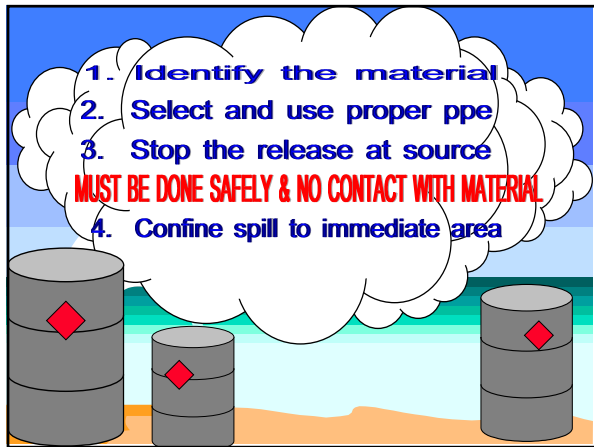 1. Identify the material
2. Select and use proper ppe
3. Stop the release at source
MUST BE DONE SAFELY & NO CONTACT WITH MATERIAL
4. Confine spill to immediate area